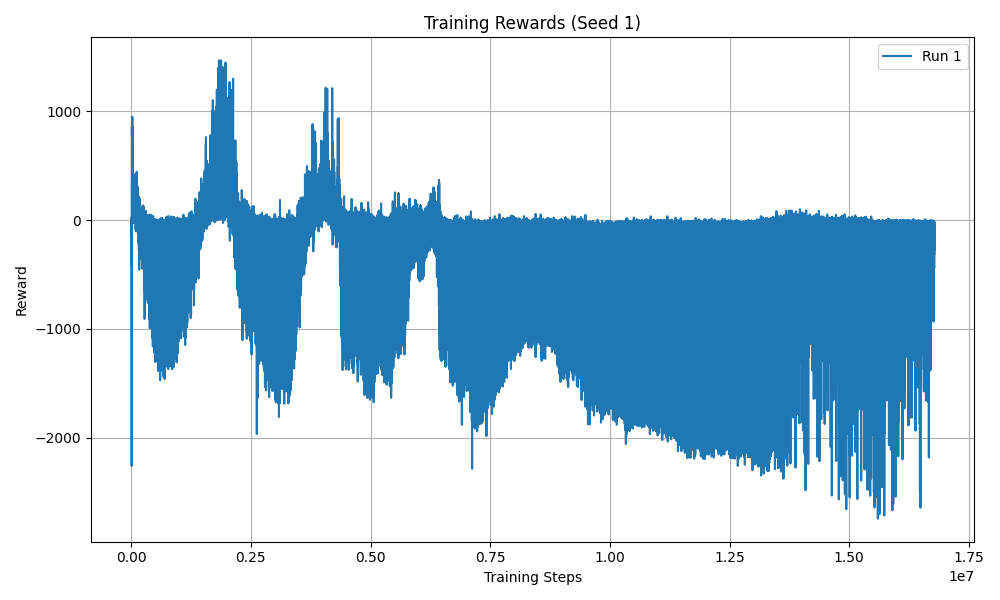 Training Rewards (Seed 1)
Run 1
Reward
1000
0
−1000
−2000
0.00 0.25 0.50 0.75 1.00 1.25 1.50 1.75
1e7
Training Steps